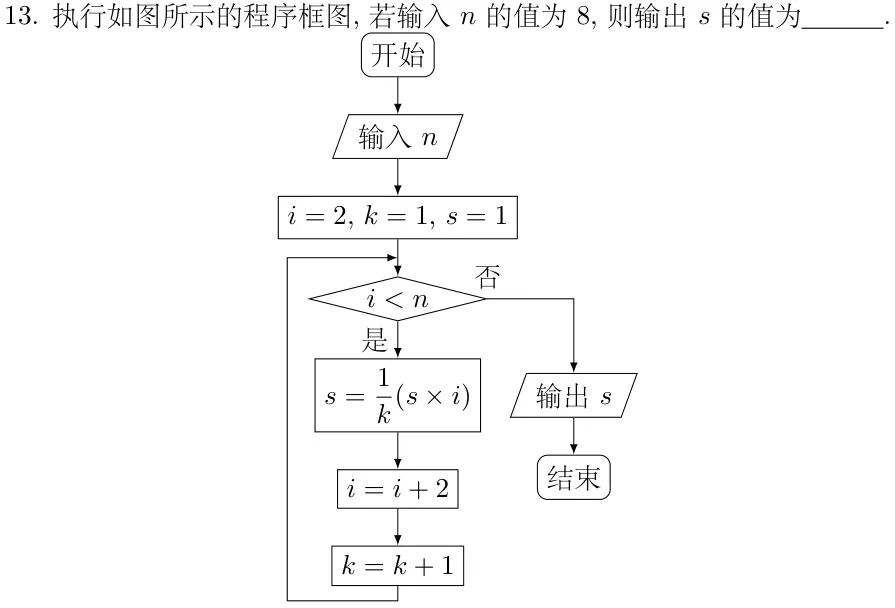 13. 执行如图所示的程序框图, 若输入 n 的值为 8, 则输出 s 的值为______.
开始
输入 n
i = 2, k = 1, s = 1
否
i < n
是
s = \frac{1}{k}(s × i)
输出 s
i = i + 2
结束
k = k + 1